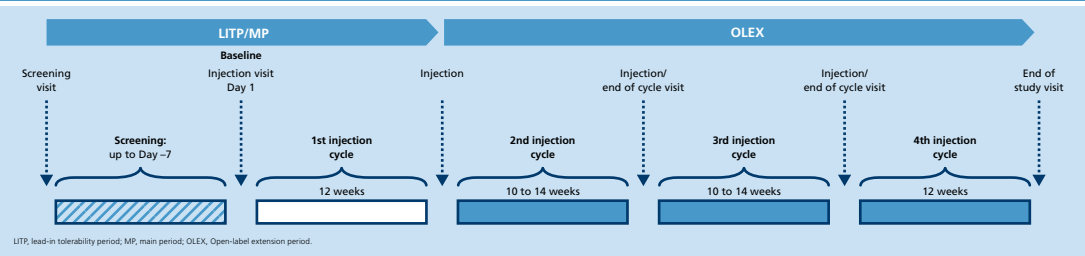 LITP/MP
OLEX
Baseline
Screening
visit
Injection visit
Day 1
Injection
Injection/
end of cycle visit
Injection/
end of cycle visit
End of
study visit
Screening:
up to Day –7
1st injection
cycle
2nd injection
cycle
3rd injection
cycle
4th injection
cycle
12 weeks
10 to 14 weeks
10 to 14 weeks
12 weeks
LITP, lead-in tolerability period; MP, main period; OLEX, Open-label extension period.